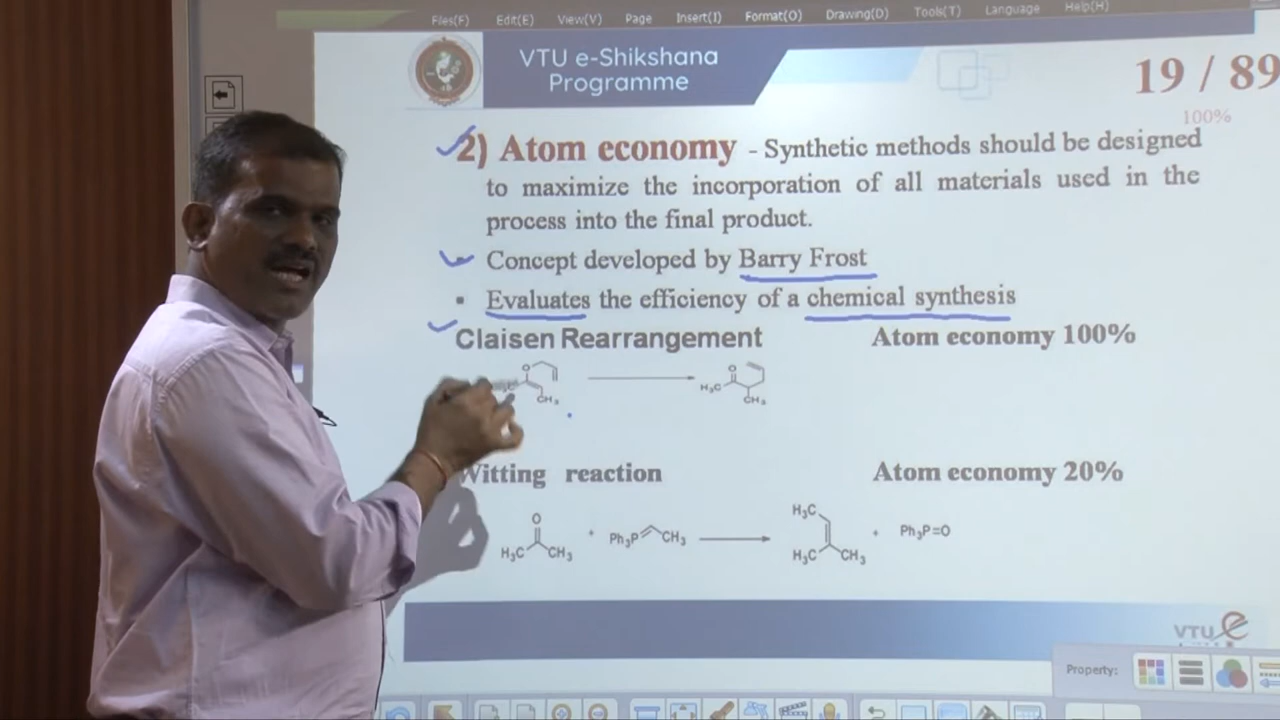 Files(F) Edit(E) View(V) Page Insert(I) Format(O) Drawing(D) Tools(T) Language Help(H)
VTU e-Shikshana
Programme
19 / 89
100%
2) Atom economy - Synthetic methods should be designed
to maximize the incorporation of all materials used in the
process into the final product.
Concept developed by Barry Frost
▪ Evaluates the efficiency of a chemical synthesis
Claisen Rearrangement Atom economy 100%
O O
H₃C
CH₃ CH₃
Witting reaction Atom economy 20%
H₃C
O
+ Ph₃P CH₃ + Ph₃P=O
H₃C CH₃ H₃C CH₃
VTU e
Property: